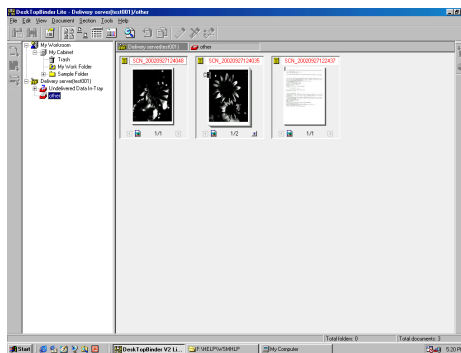 DeskTopBinder Lite - Delivery server(test001)/other
File Edit View Document Section Tools Help
My Workroom
My Cabinet
Trash
My Work Folder
Sample Folder
Delivery server(test001)
Undelivered Data In-Tray
other
Delivery server(test001) other
SCN_20020927124048 SCN_20020927124035 SCN_20020927122437
1/1 1/2 1/1
Total folders: 0 Total documents: 3
Start DeskTopBinder V2 Li... F:\HELP\WSMHLP My Computer 5:20 PM